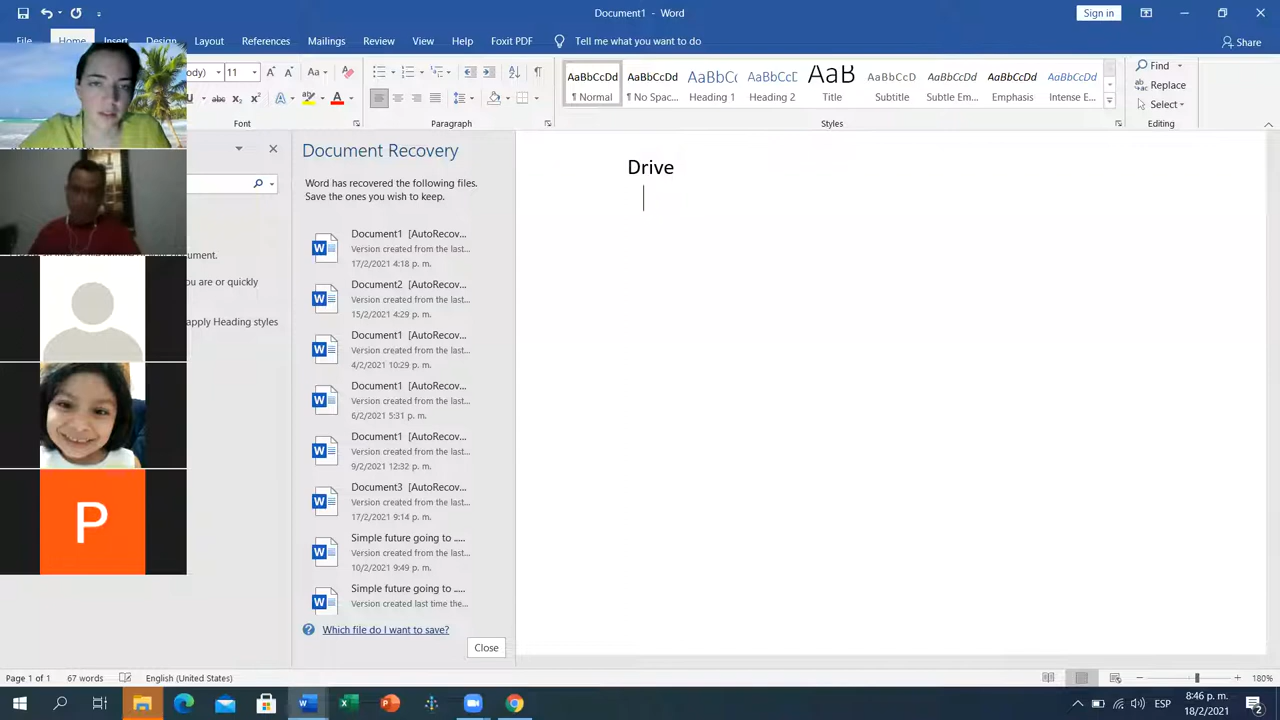 Document1 - Word
Sign in
File Home Insert Design Layout References Mailings Review View Help Foxit PDF Tell me what you want to do
Share
11
AaBbCcDd AaBbCcDd AaBbCc AaBbCcD AaB AaBbCcD AaBbCcDd AaBbCcDd AaBbCcDd
¶ Normal ¶ No Spac... Heading 1 Heading 2 Title Subtitle Subtle Em... Emphasis Intense E...
Find
Replace
Select
Font Paragraph Styles Editing
Document Recovery
Word has recovered the following files.
Save the ones you wish to keep.
Document1 [AutoRecov...
Version created from the last...
17/2/2021 4:18 p. m.
Document2 [AutoRecov...
Version created from the last...
15/2/2021 4:29 p. m.
Document1 [AutoRecov...
Version created from the last...
4/2/2021 10:29 p. m.
Document1 [AutoRecov...
Version created from the last...
6/2/2021 5:31 p. m.
Document1 [AutoRecov...
Version created from the last...
9/2/2021 12:32 p. m.
Document3 [AutoRecov...
Version created from the last...
17/2/2021 9:14 p. m.
Simple future going to .....
Version created from the last...
10/2/2021 9:49 p. m.
Simple future going to .....
Version created last time the...
Which file do I want to save?
Close
document.
you are or quickly
apply Heading styles
P
Drive
Page 1 of 1 67 words English (United States)
180%
ESP
8:46 p. m.
18/2/2021
2